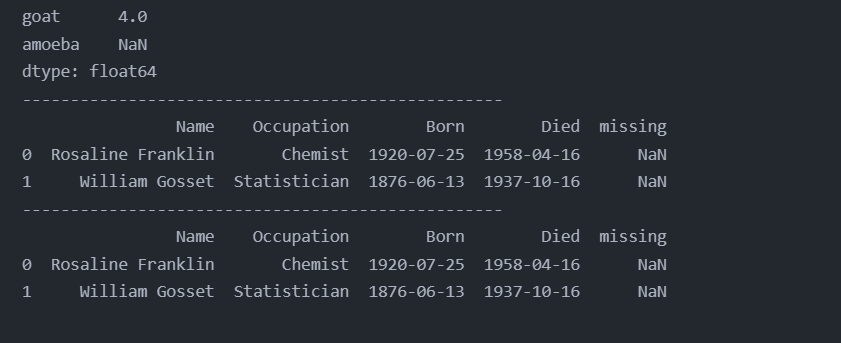 goat      4.0
amoeba    NaN
dtype: float64
--------------------------------------------------
                Name    Occupation        Born        Died  missing
0  Rosaline Franklin       Chemist  1920-07-25  1958-04-16      NaN
1     William Gosset  Statistician  1876-06-13  1937-10-16      NaN
--------------------------------------------------
                Name    Occupation        Born        Died  missing
0  Rosaline Franklin       Chemist  1920-07-25  1958-04-16      NaN
1     William Gosset  Statistician  1876-06-13  1937-10-16      NaN